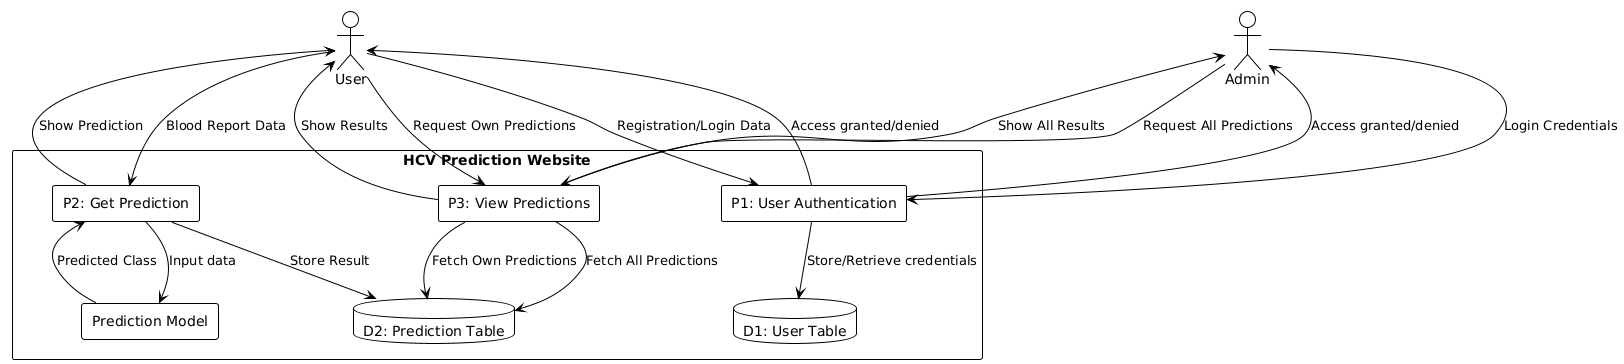 User
Admin
Show Prediction
Blood Report Data
Show Results
Request Own Predictions
Registration/Login Data
Access granted/denied
Show All Results
Request All Predictions
Access granted/denied
Login Credentials
HCV Prediction Website
P2: Get Prediction
P3: View Predictions
P1: User Authentication
Predicted Class
Input data
Store Result
Fetch Own Predictions
Fetch All Predictions
Store/Retrieve credentials
Prediction Model
D2: Prediction Table
D1: User Table